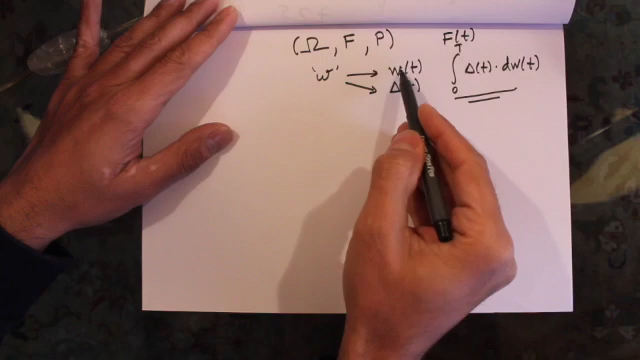 (Ω, F, P) F(t)
'ω' → w(t) ∫₀ᵀ Δ(t)·dw(t)
→ Δ(t)